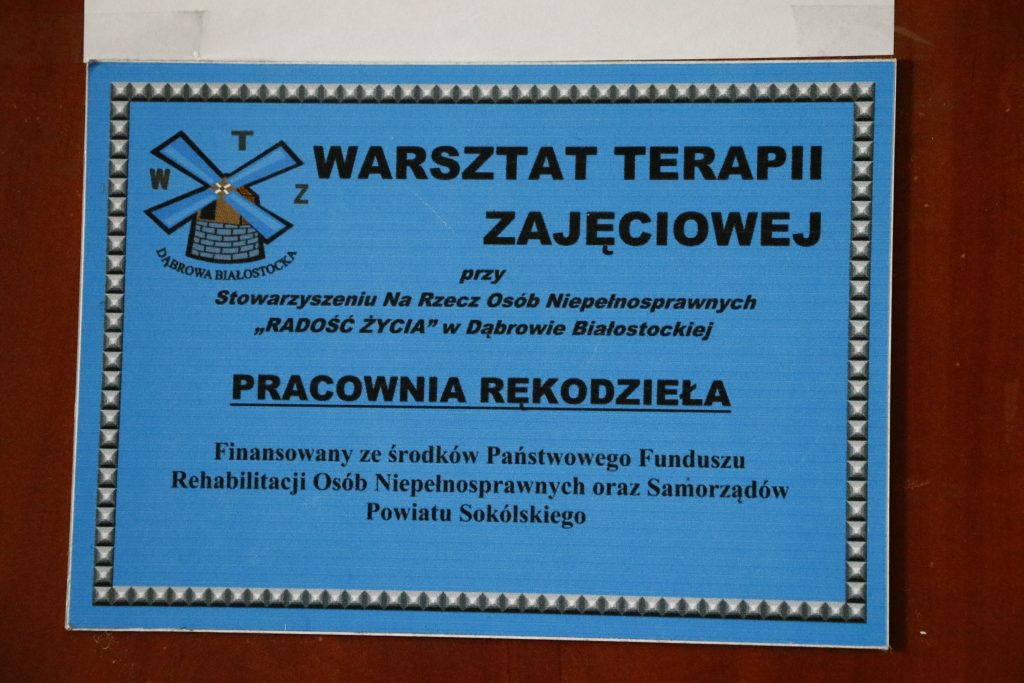 W T Z
DĄBROWA BIAŁOSTOCKA
WARSZTAT TERAPII
ZAJĘCIOWEJ
przy
Stowarzyszeniu Na Rzecz Osób Niepełnosprawnych
„RADOŚĆ ŻYCIA” w Dąbrowie Białostockiej
PRACOWNIA RĘKODZIEŁA
Finansowany ze środków Państwowego Funduszu
Rehabilitacji Osób Niepełnosprawnych oraz Samorządów
Powiatu Sokólskiego